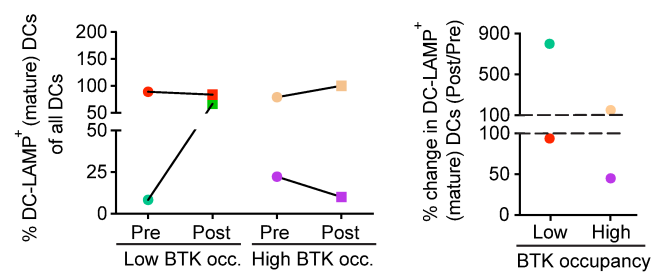 % DC-LAMP+ (mature) DCs
of all DCs
200
150
100
50
50
25
0
Pre Post Pre Post
Low BTK occ. High BTK occ.
% change in DC-LAMP+
(mature) DCs (Post/Pre)
900
500
100
100
50
0
Low High
BTK occupancy